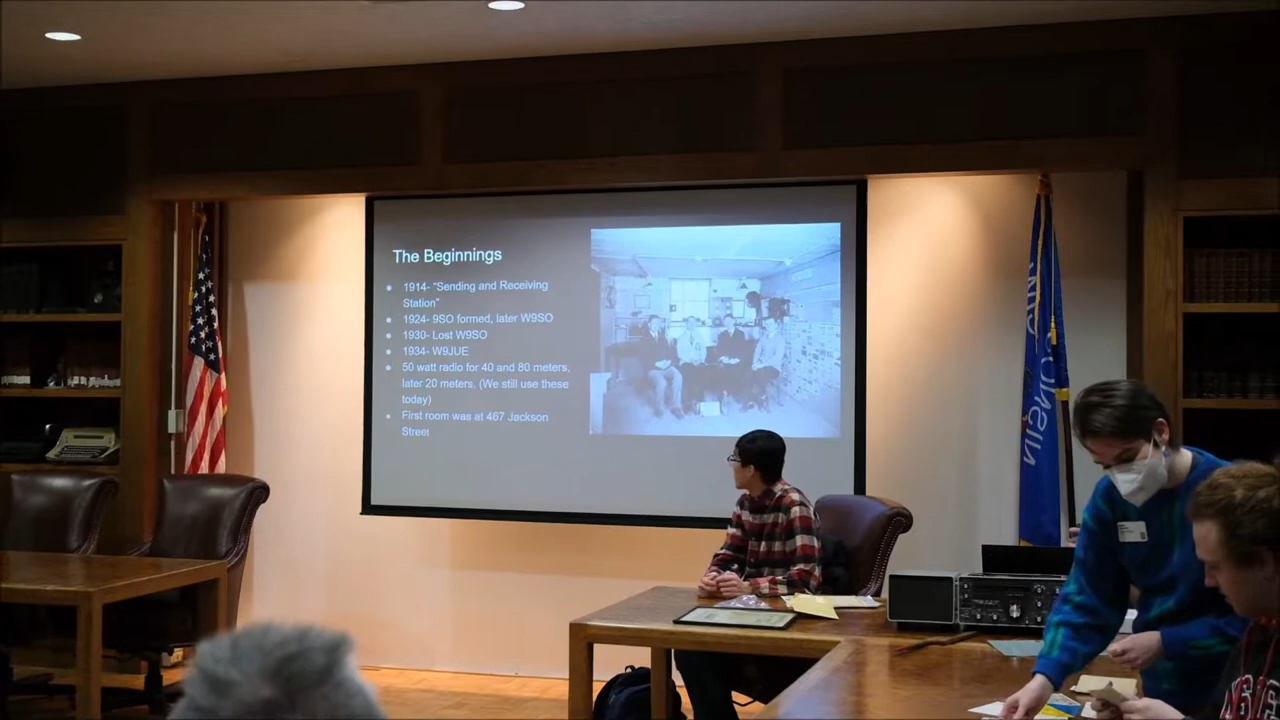 The Beginnings
1914- “Sending and Receiving
Station”
1924- 9SO formed, later W9SO
1930- Lost W9SO
1934- W9JUE
50 watt radio for 40 and 80 meters,
later 20 meters. (We still use these
today)
First room was at 467 Jackson
Street